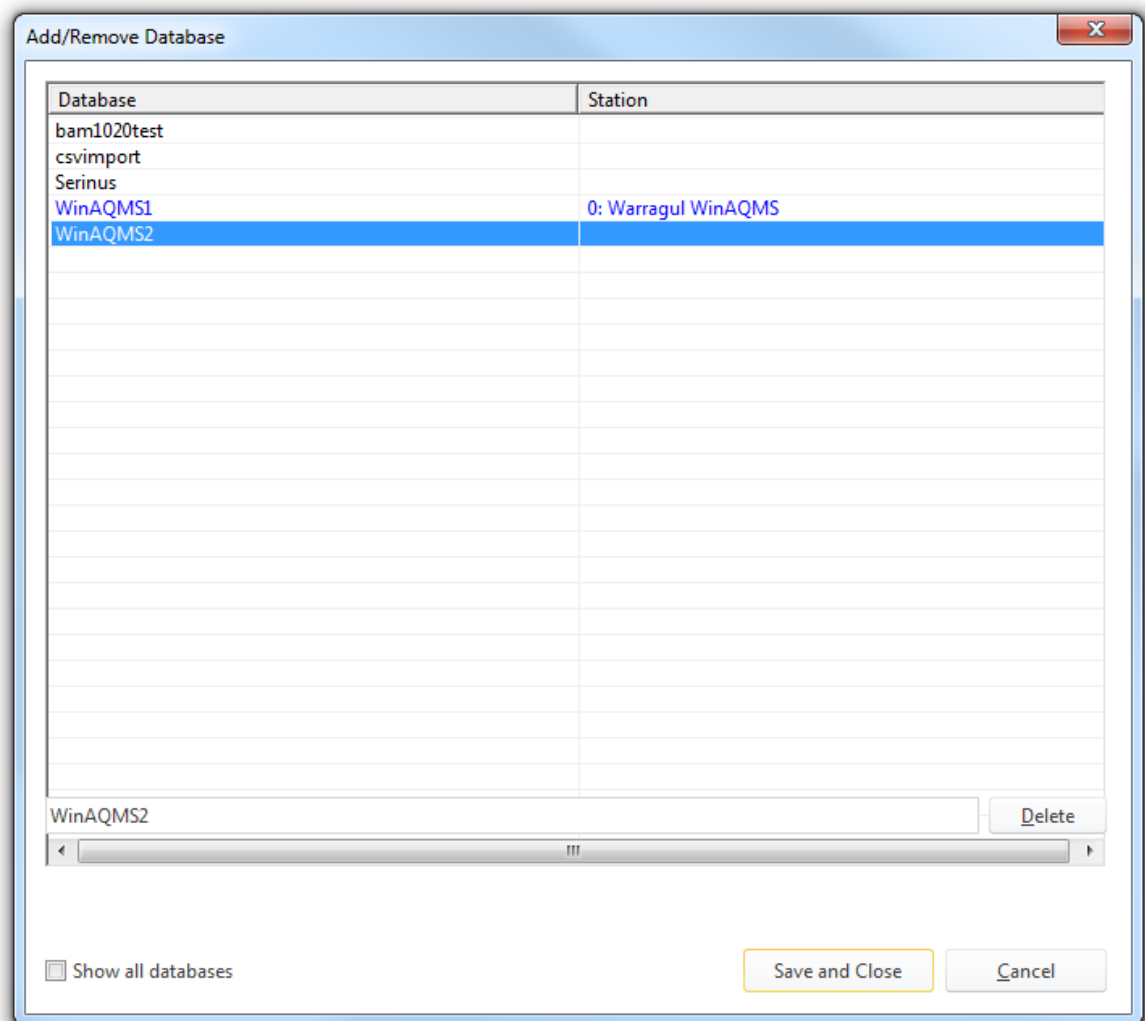 Add/Remove Database
Database Station
bam1020test
csvimport
Serinus
WinAQMS1 0: Warragul WinAQMS
WinAQMS2
WinAQMS2 Delete
Show all databases Save and Close Cancel